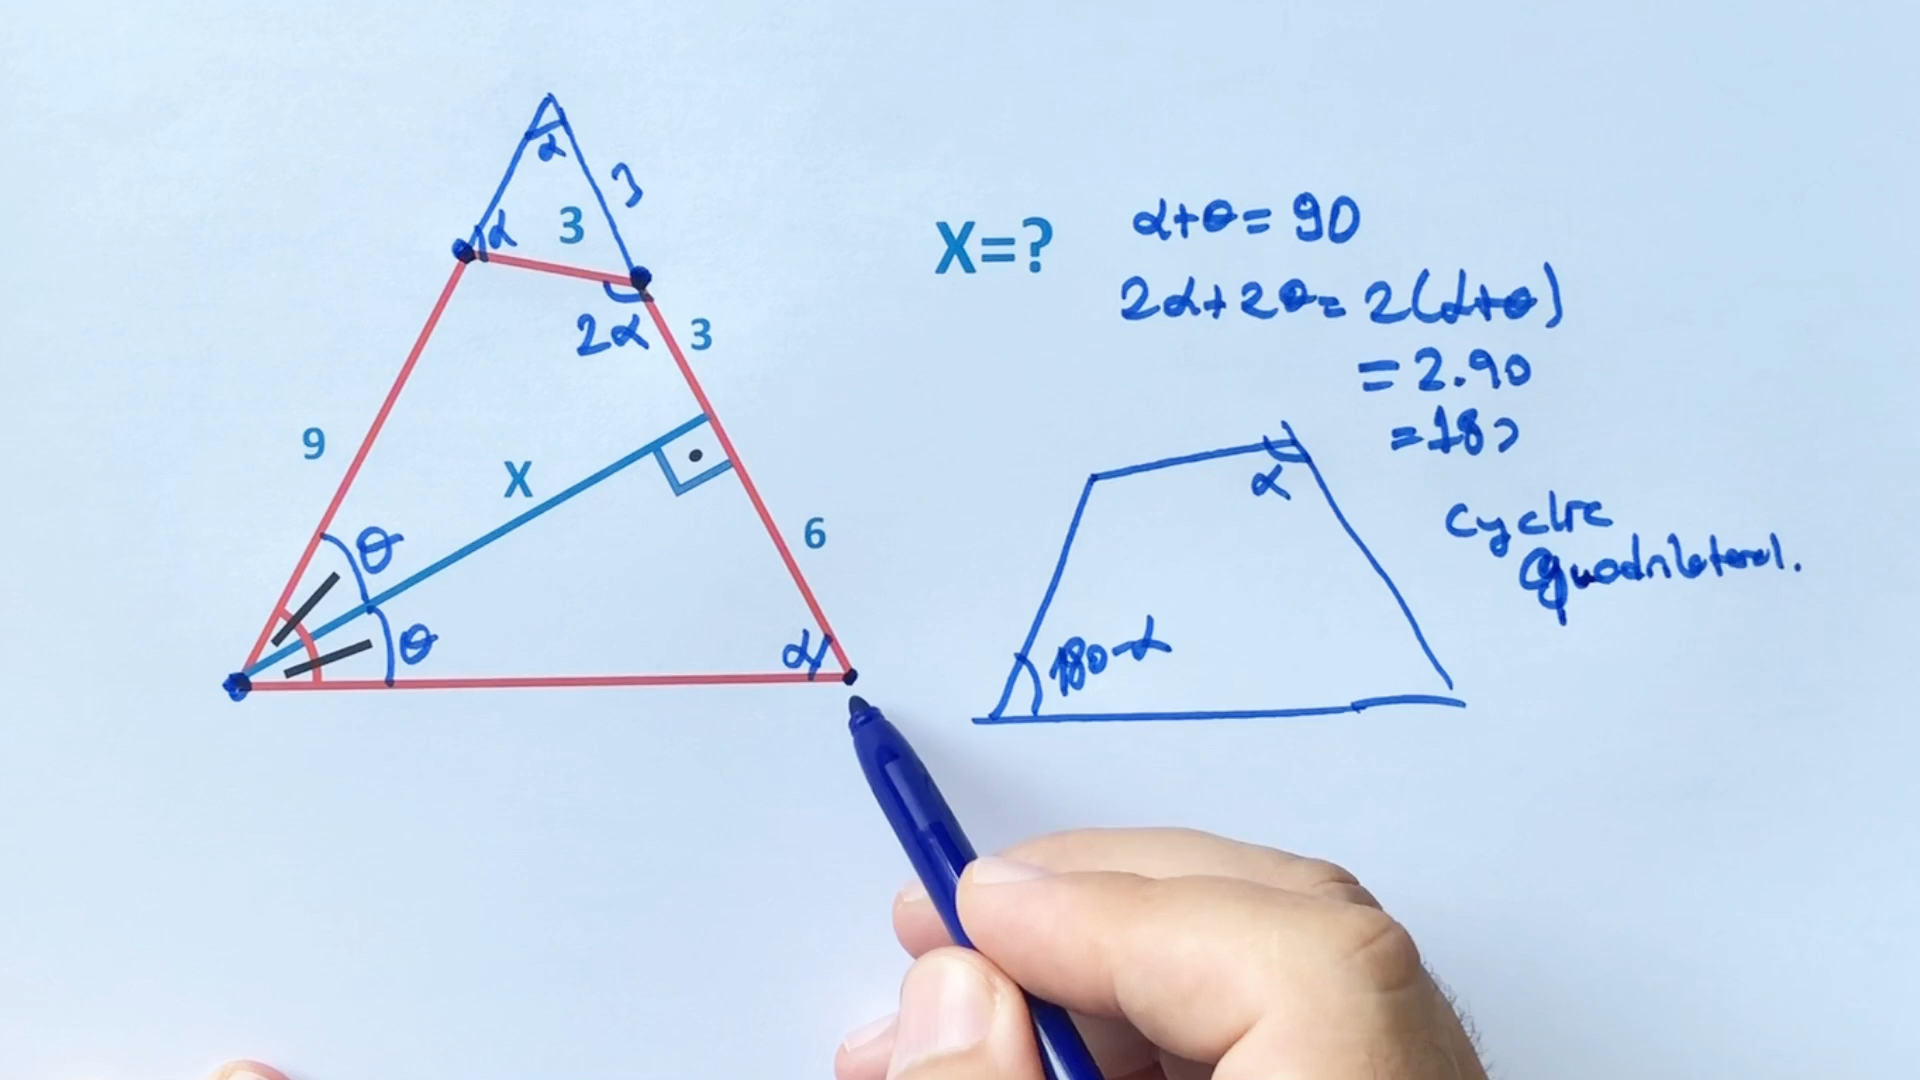 α
3
α
3
2α
3
9
X
6
θ
θ
α
X=?
α+θ=90
2α+2θ=2(α+θ)
=2.90
=180
α
180-α
Cyclic
Quadrilateral.